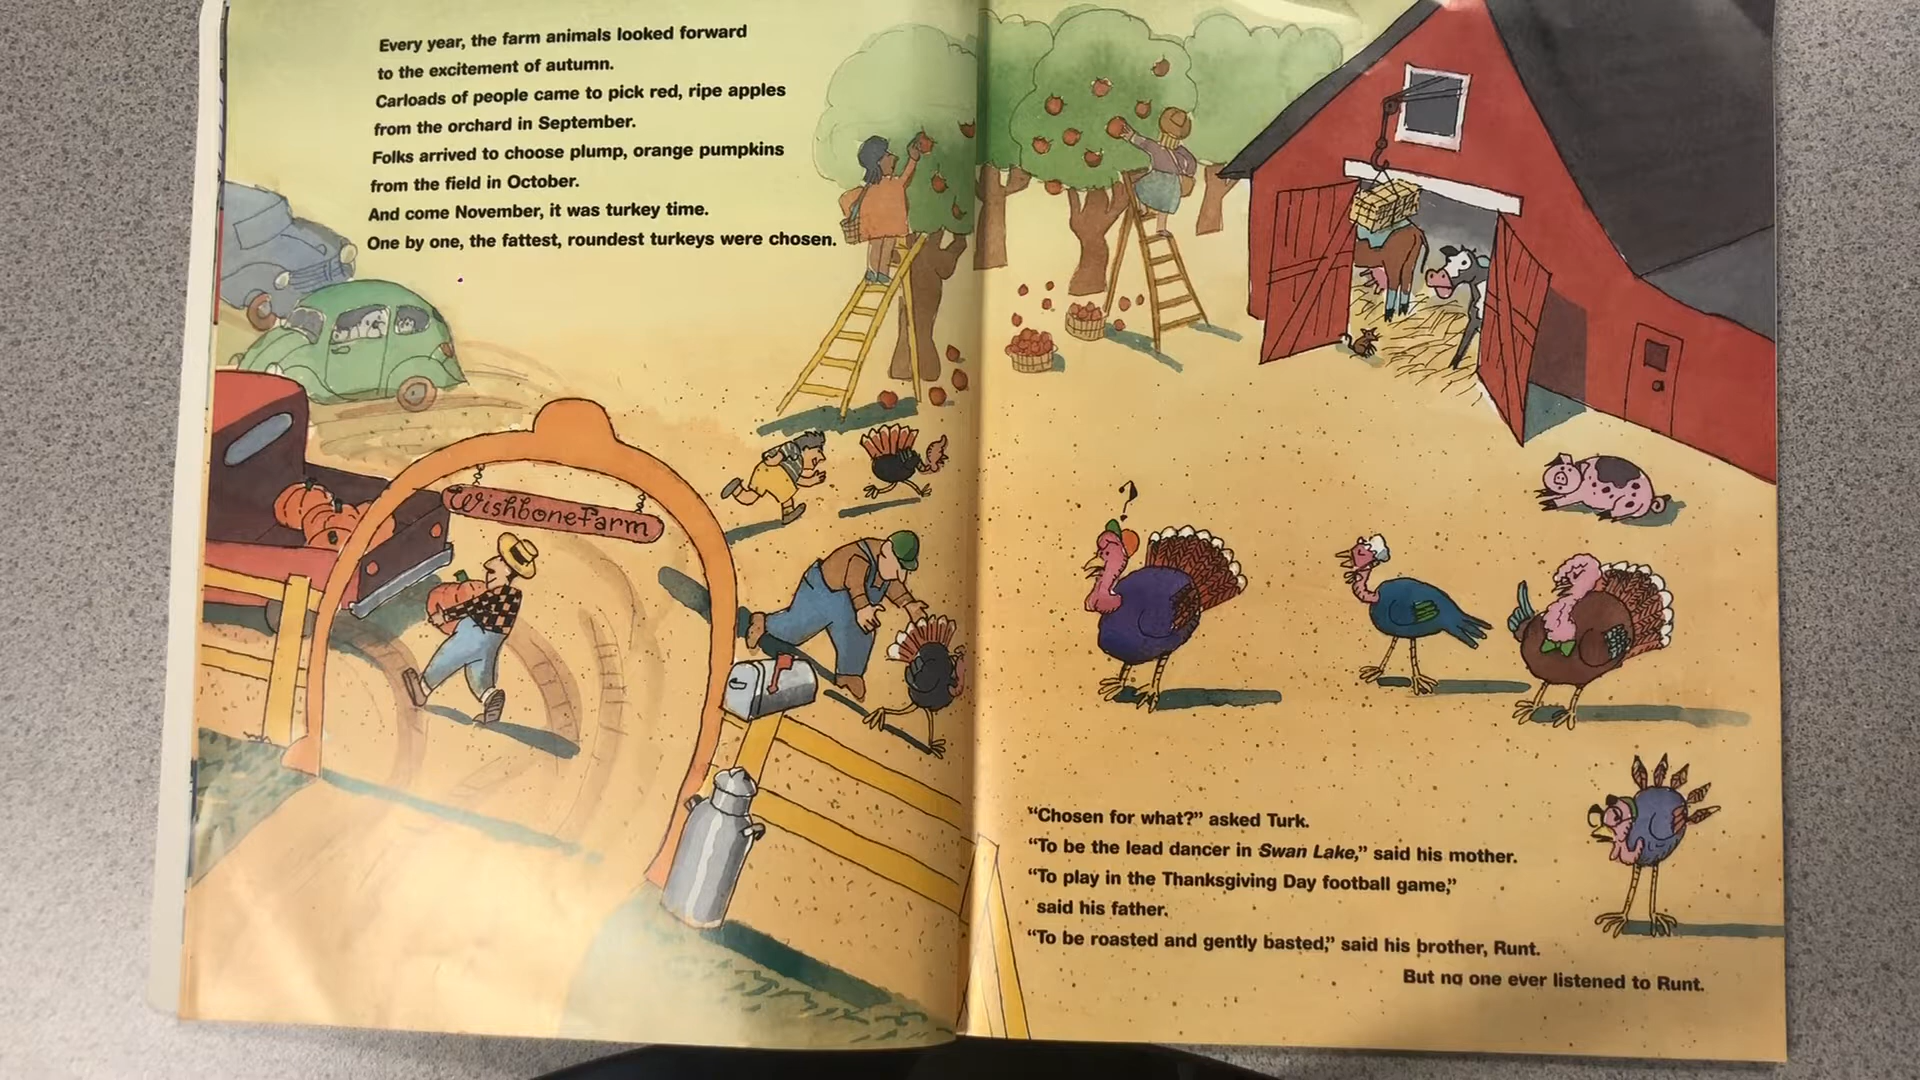 Every year, the farm animals looked forward
to the excitement of autumn.
Carloads of people came to pick red, ripe apples
from the orchard in September.
Folks arrived to choose plump, orange pumpkins
from the field in October.
And come November, it was turkey time.
One by one, the fattest, roundest turkeys were chosen.
Wishbone Farm
"Chosen for what?" asked Turk.
"To be the lead dancer in Swan Lake," said his mother.
"To play in the Thanksgiving Day football game,"
said his father.
"To be roasted and gently basted," said his brother, Runt.
But no one ever listened to Runt.